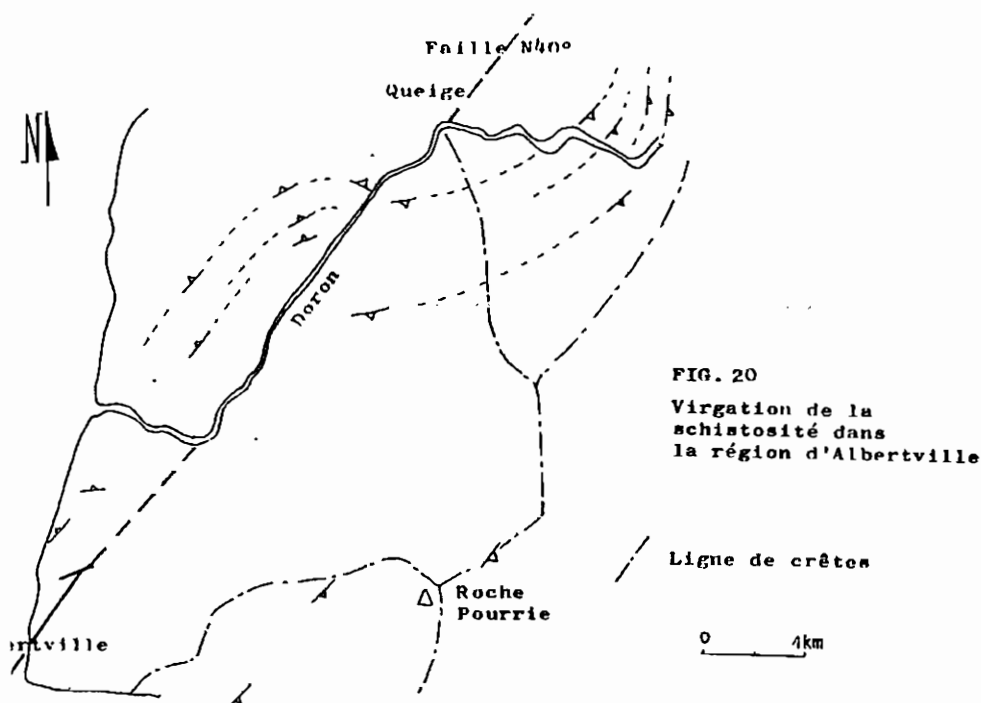 Faille N40°
Queige
N
Doron
FIG. 20
Virgation de la
schistosité dans
la région d'Albertville
Ligne de crêtes
Roche
Pourrie
0 4km
ertville